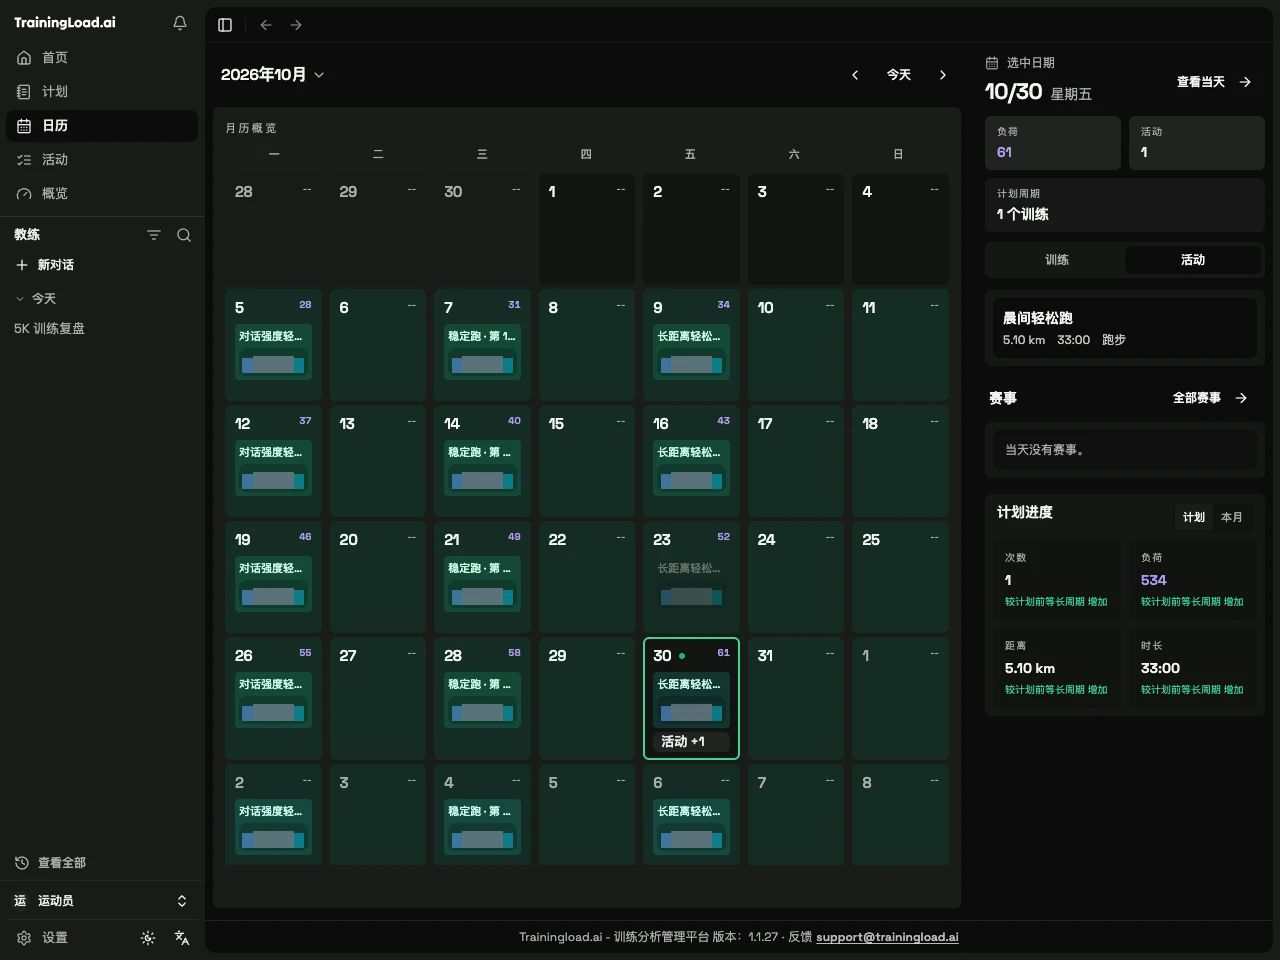 TrainingLoad.ai
首页
计划
日历
活动
概览
教练
新对话
今天
5K 训练复盘
查看全部
运 运动员
设置
2026年10月
今天
月历概览
一 二 三 四 五 六 日
28 -- 29 -- 30 -- 1 -- 2 -- 3 -- 4 --
5 28 6 -- 7 31 8 -- 9 34 10 -- 11 --
对话强度轻... 稳定跑 · 第 1... 长距离轻松...
12 37 13 -- 14 40 15 -- 16 43 17 -- 18 --
对话强度轻... 稳定跑 · 第 ... 长距离轻松...
19 46 20 -- 21 49 22 -- 23 52 24 -- 25 --
对话强度轻... 稳定跑 · 第 ... 长距离轻松...
26 55 27 -- 28 58 29 -- 30 61 31 -- 1 --
对话强度轻... 稳定跑 · 第 ... 长距离轻松...
活动 +1
2 -- 3 -- 4 -- 5 -- 6 -- 7 -- 8 --
对话强度轻... 稳定跑 · 第 ... 长距离轻松...
选中日期
10/30 星期五
查看当天
负荷
61
活动
1
计划周期
1 个训练
训练 活动
晨间轻松跑
5.10 km 33:00 跑步
赛事 全部赛事
当天没有赛事。
计划进度 计划 本月
次数
1
较计划前等长周期 增加
负荷
534
较计划前等长周期 增加
距离
5.10 km
较计划前等长周期 增加
时长
33:00
较计划前等长周期 增加
Trainingload.ai - 训练分析管理平台 版本：1.1.27 · 反馈 support@trainingload.ai